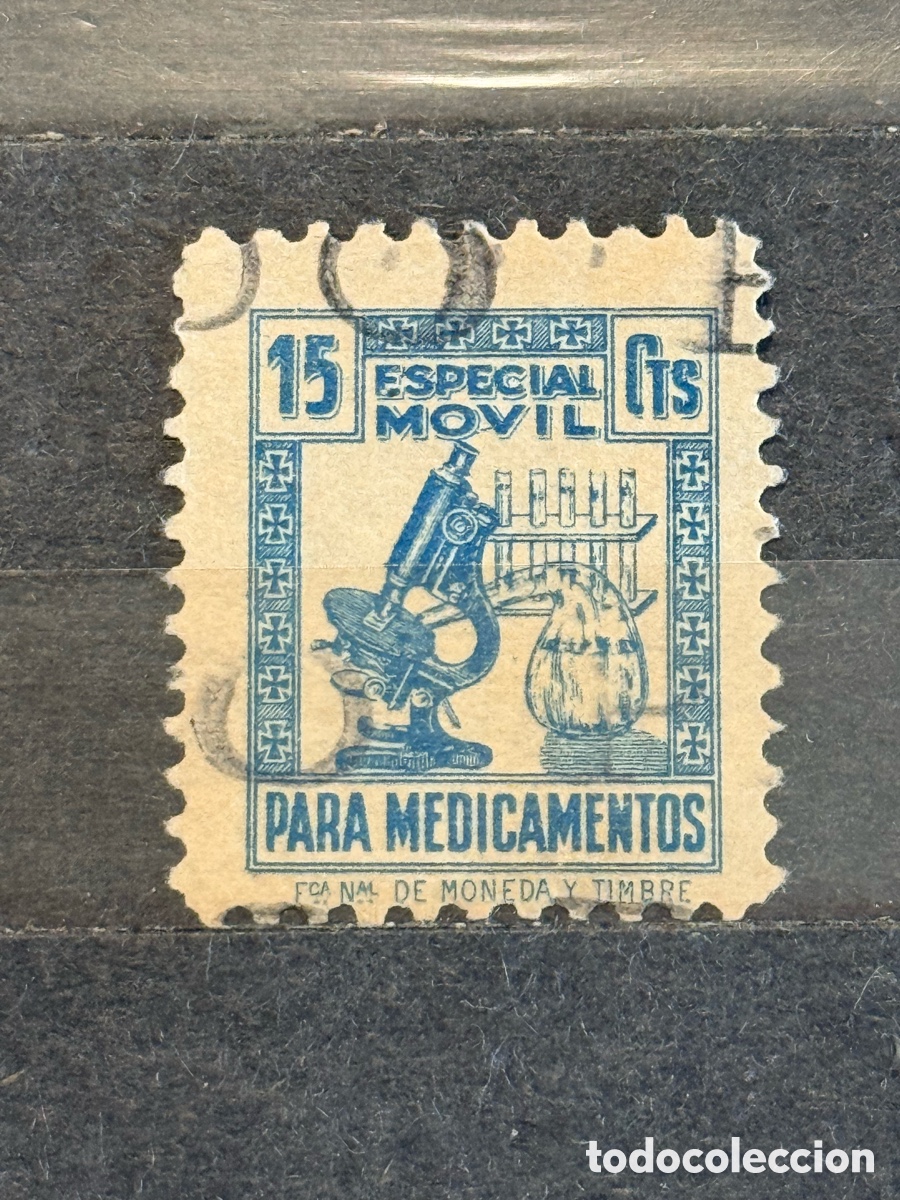 15 ESPECIAL Cts
MOVIL
PARA MEDICAMENTOS
FCA NAL DE MONEDA Y TIMBRE
todocoleccion